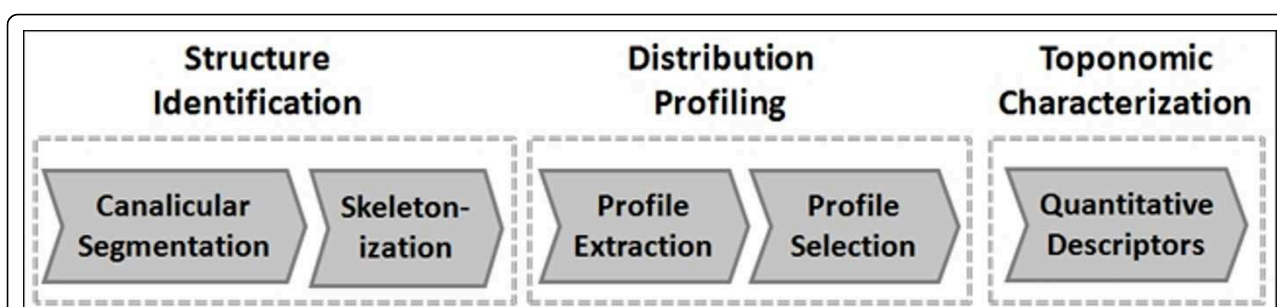 Structure
Identification
Distribution
Profiling
Toponomic
Characterization
Canalicular
Segmentation
Skeleton-
ization
Profile
Extraction
Profile
Selection
Quantitative
Descriptors